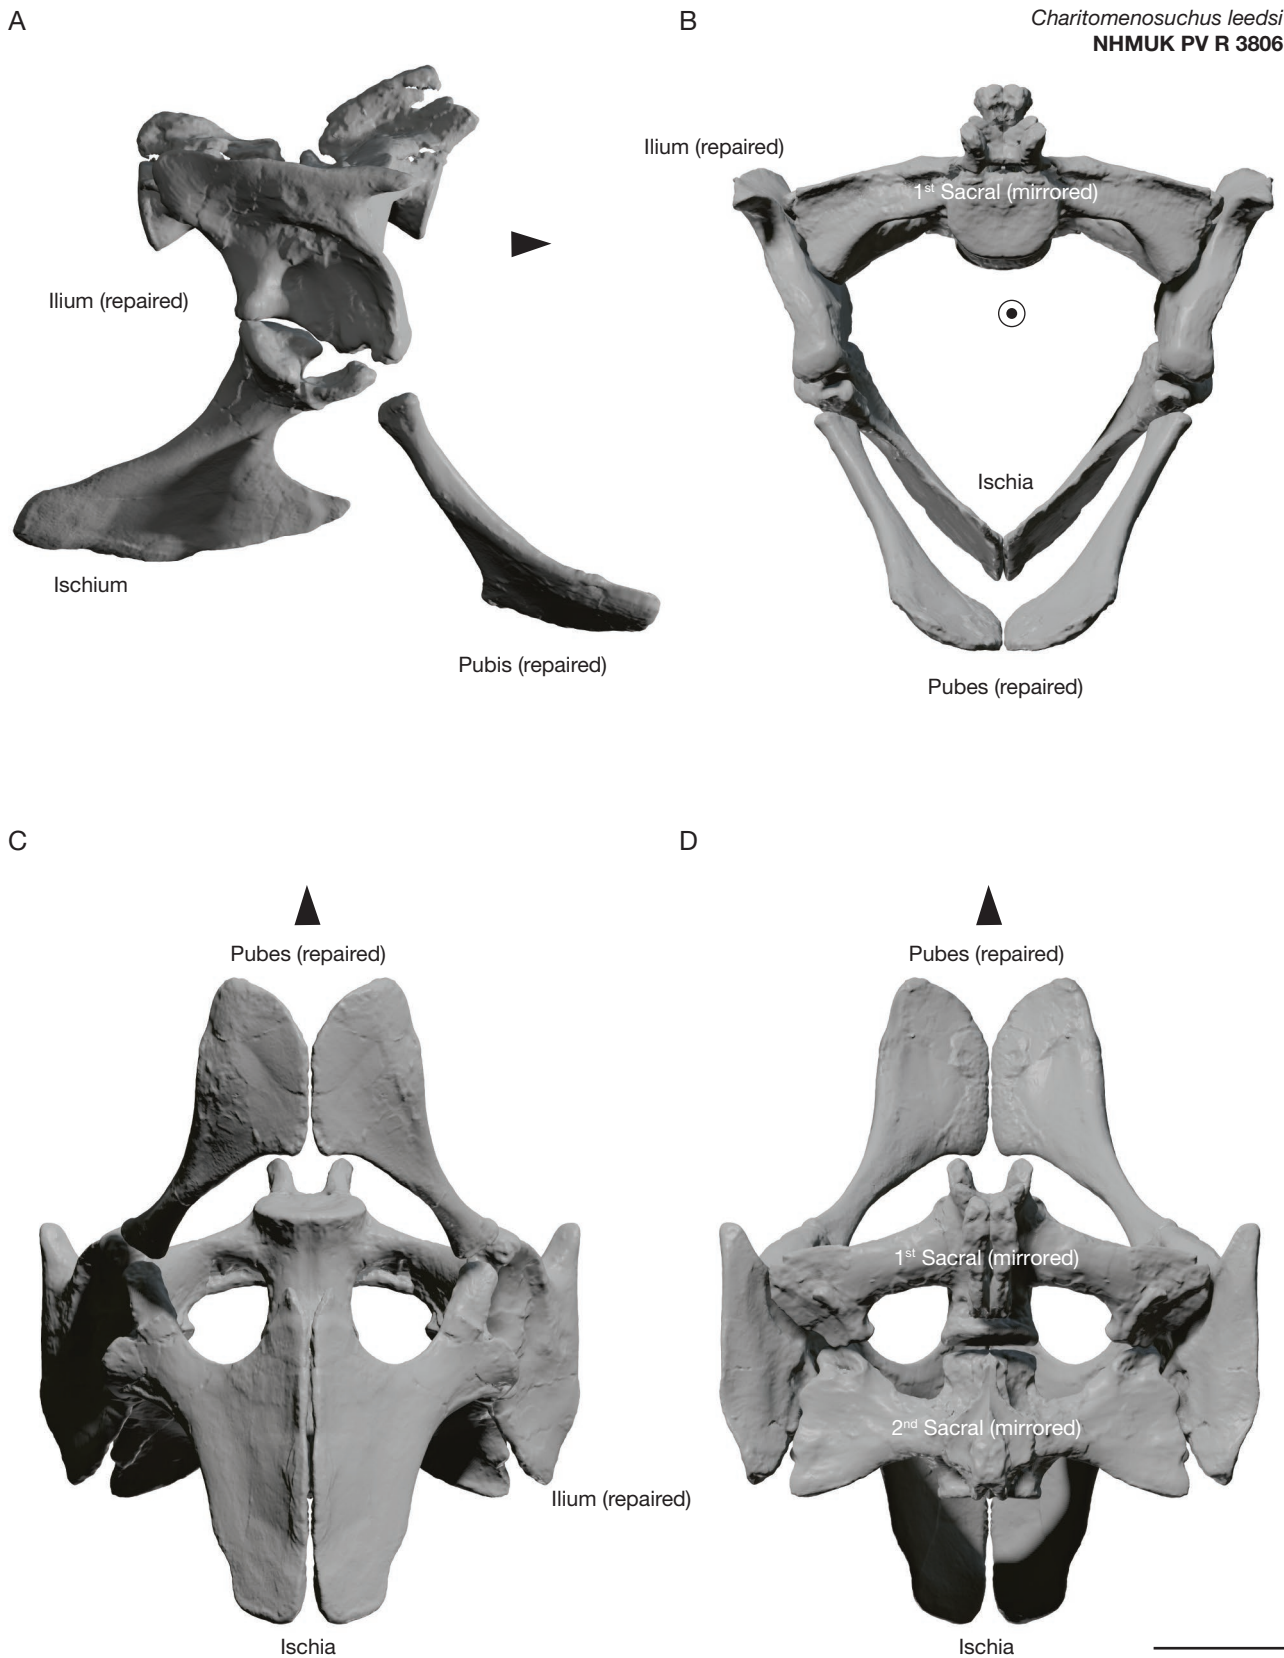 A
B
Charitomenosuchus leedsi
NHMUK PV R 3806
Ilium (repaired)
1st Sacral (mirrored)
Ilium (repaired)
Ischia
Ischium
Pubis (repaired)
Pubes (repaired)
C
D
Pubes (repaired)
Pubes (repaired)
1st Sacral (mirrored)
2nd Sacral (mirrored)
Ilium (repaired)
Ischia
Ischia